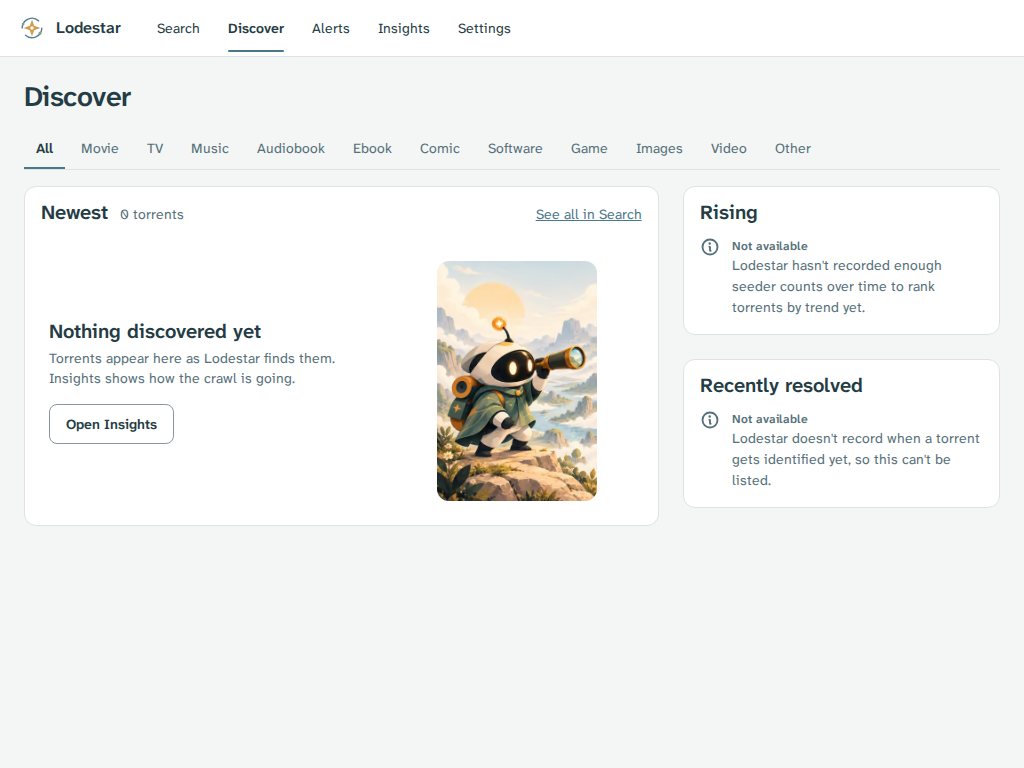 Lodestar
Search
Discover
Alerts
Insights
Settings
Discover
All
Movie
TV
Music
Audiobook
Ebook
Comic
Software
Game
Images
Video
Other
Newest
0 torrents
See all in Search
Nothing discovered yet
Torrents appear here as Lodestar finds them.
Insights shows how the crawl is going.
Open Insights
Rising
Not available
Lodestar hasn't recorded enough
seeder counts over time to rank
torrents by trend yet.
Recently resolved
Not available
Lodestar doesn't record when a torrent
gets identified yet, so this can't be
listed.